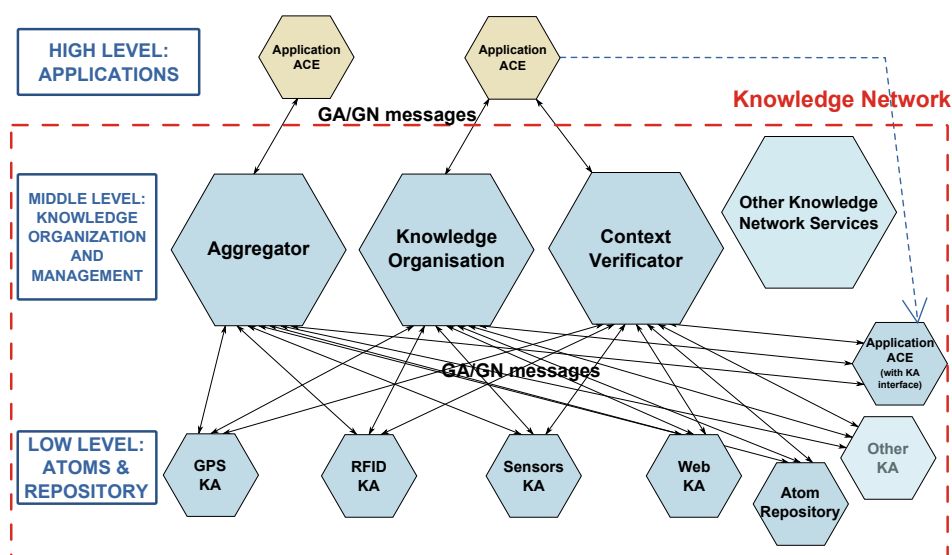 HIGH LEVEL:
APPLICATIONS
Application
ACE
Application
ACE
GA/GN messages
Knowledge Network
MIDDLE LEVEL:
KNOWLEDGE
ORGANIZATION
AND
MANAGEMENT
Aggregator
Knowledge
Organisation
Context
Verificator
Other Knowledge
Network Services
Application
ACE
(with KA
interface)
GA/GN messages
LOW LEVEL:
ATOMS &
REPOSITORY
GPS
KA
RFID
KA
Sensors
KA
Web
KA
Atom
Repository
Other
KA